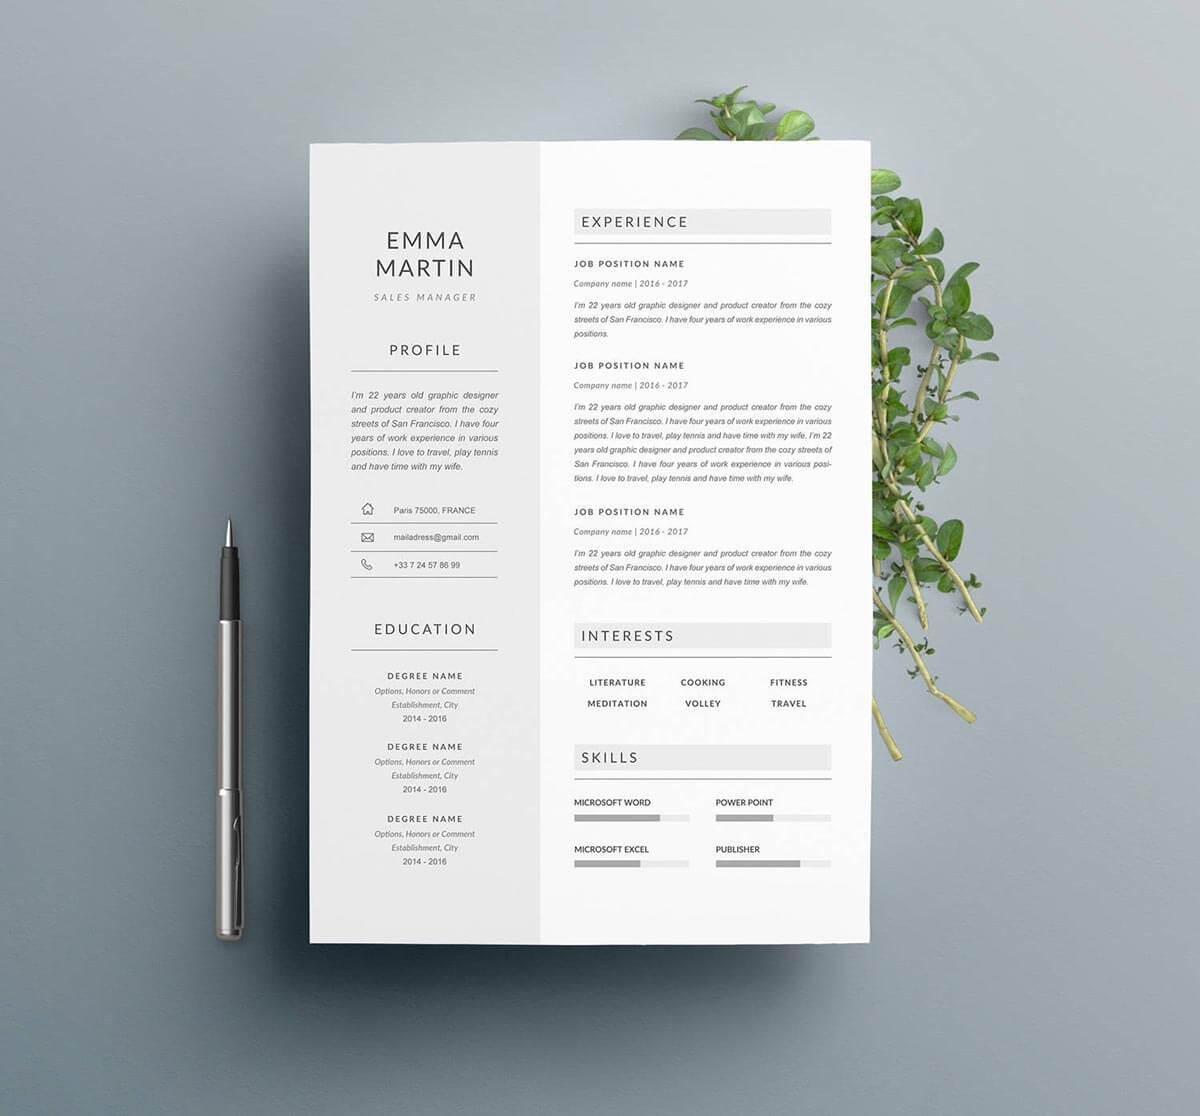 EMMA
MARTIN
SALES MANAGER
PROFILE
I'm 22 years old graphic designer
and product creator from the cozy
streets of San Francisco. I have four
years of work experience in various
positions. I love to travel, play tennis
and have time with my wife.
Paris 75000, FRANCE
mailadress@gmail.com
+33 7 24 57 86 99
EDUCATION
DEGREE NAME
Options, Honors or Comment
Establishment, City
2014 - 2016
DEGREE NAME
Options, Honors or Comment
Establishment, City
2014 - 2016
DEGREE NAME
Options, Honors or Comment
Establishment, City
2014 - 2016
EXPERIENCE
JOB POSITION NAME
Company name | 2016 - 2017
I'm 22 years old graphic designer and product creator from the cozy
streets of San Francisco. I have four years of work experience in various
positions.
JOB POSITION NAME
Company name | 2016 - 2017
I'm 22 years old graphic designer and product creator from the cozy
streets of San Francisco. I have four years of work experience in various
positions. I love to travel, play tennis and have time with my wife. I'm 22
years old graphic designer and product creator from the cozy streets of
San Francisco. I have four years of work experience in various posi-
tions. I love to travel, play tennis and have time with my wife.
JOB POSITION NAME
Company name | 2016 - 2017
I'm 22 years old graphic designer and product creator from the cozy
streets of San Francisco. I have four years of work experience in various
positions. I love to travel, play tennis and have time with my wife.
INTERESTS
LITERATURE COOKING FITNESS
MEDITATION VOLLEY TRAVEL
SKILLS
MICROSOFT WORD POWER POINT
MICROSOFT EXCEL PUBLISHER